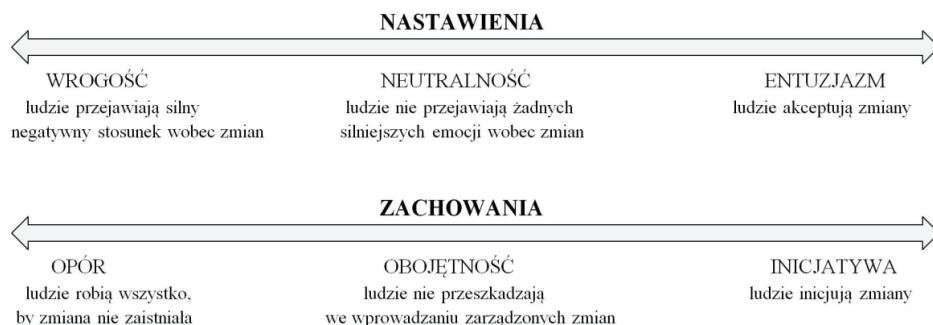 NASTAWIENIA
WROGOŚĆ
ludzie przejawiają silny
negatywny stosunek wobec zmian
NEUTRALNOŚĆ
ludzie nie przejawiają żadnych
silniejszych emocji wobec zmian
ENTUZJAZM
ludzie akceptują zmiany
ZACHOWANIA
OPÓR
ludzie robią wszystko,
by zmiana nie zaistniała
OBOJĘTNOŚĆ
ludzie nie przeszkadzają
we wprowadzaniu zarządzonych zmian
INICJATYWA
ludzie inicjują zmiany